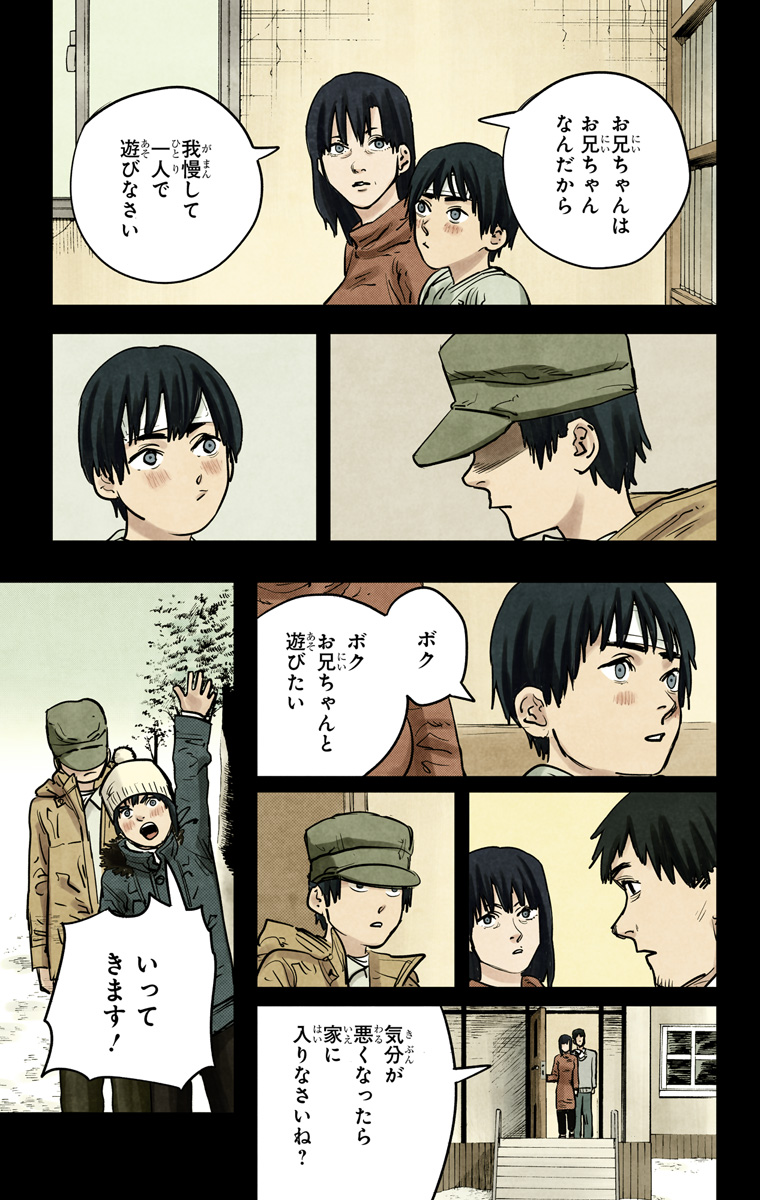 お兄ちゃんは
お兄ちゃん
なんだから
我慢して
一人で
遊びなさい
ボク
ボク
お兄ちゃんと
遊びたい
気分が
悪くなったら
家に
入りなさいね?
いって
きます!